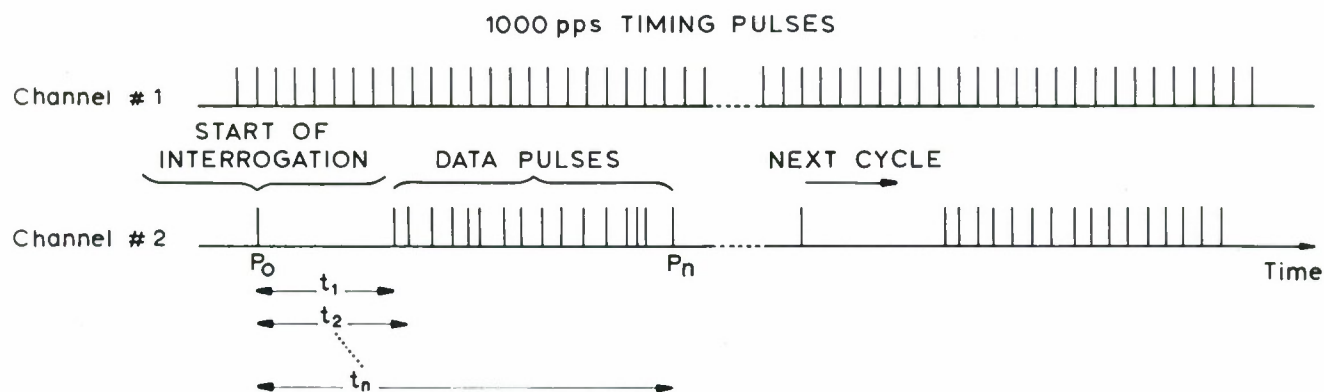 1000 pps TIMING PULSES
Channel # 1
START OF
INTERROGATION
DATA PULSES
NEXT CYCLE
Channel # 2
Po
Pn
Time
t1
t2
tn